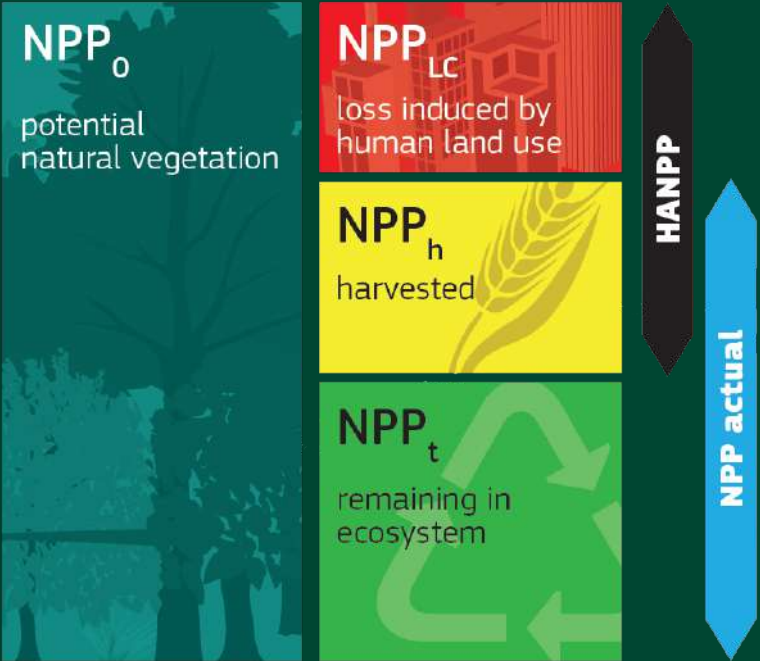 NPP0
potential
natural vegetation
NPPLC
loss induced by
human land use
NPPh
harvested
NPPt
remaining in
ecosystem
HANPP
NPP actual